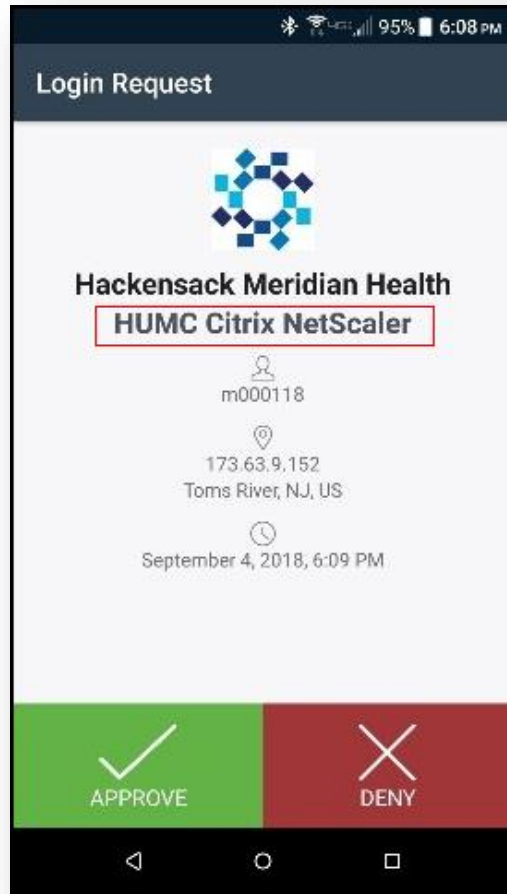 95% 6:08 PM
Login Request
Hackensack Meridian Health
HUMC Citrix NetScaler
m000118
173.63.9.152
Toms River, NJ, US
September 4, 2018, 6:09 PM
APPROVE DENY